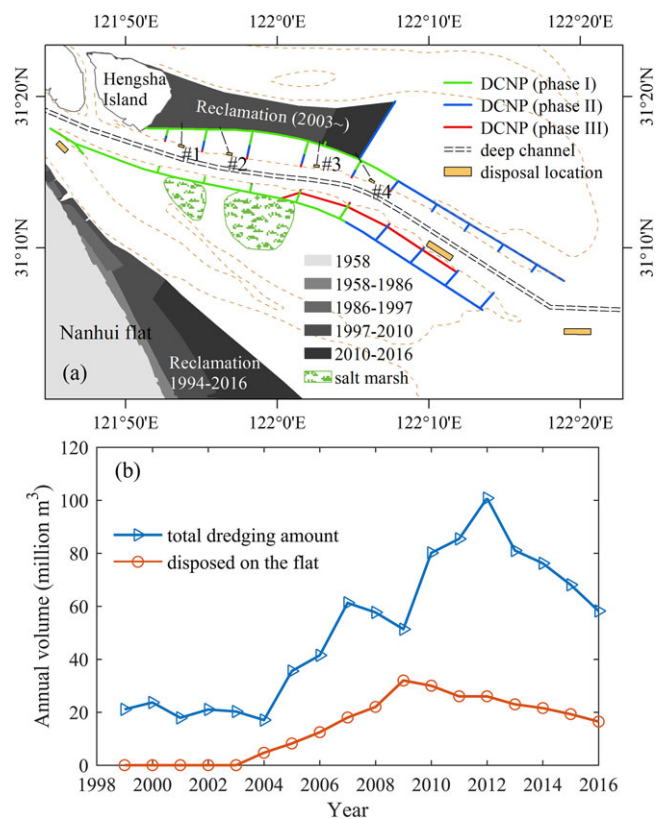 121°50'E
122°0'E
122°10'E
122°20'E
31°20'N
31°10'N
31°20'N
31°10'N
Hengsha
Island
Reclamation (2003~)
#1
#2
#3
#4
DCNP (phase I)
DCNP (phase II)
DCNP (phase III)
deep channel
disposal location
1958
1958-1986
1986-1997
1997-2010
2010-2016
salt marsh
Nanhui flat
Reclamation
1994-2016
(a)
121°50'E
122°0'E
122°10'E
122°20'E
(b)
total dredging amount
disposed on the flat
Annual volume (million m³)
120
100
80
60
40
20
0
1998
2000
2002
2004
2006
2008
2010
2012
2014
2016
Year